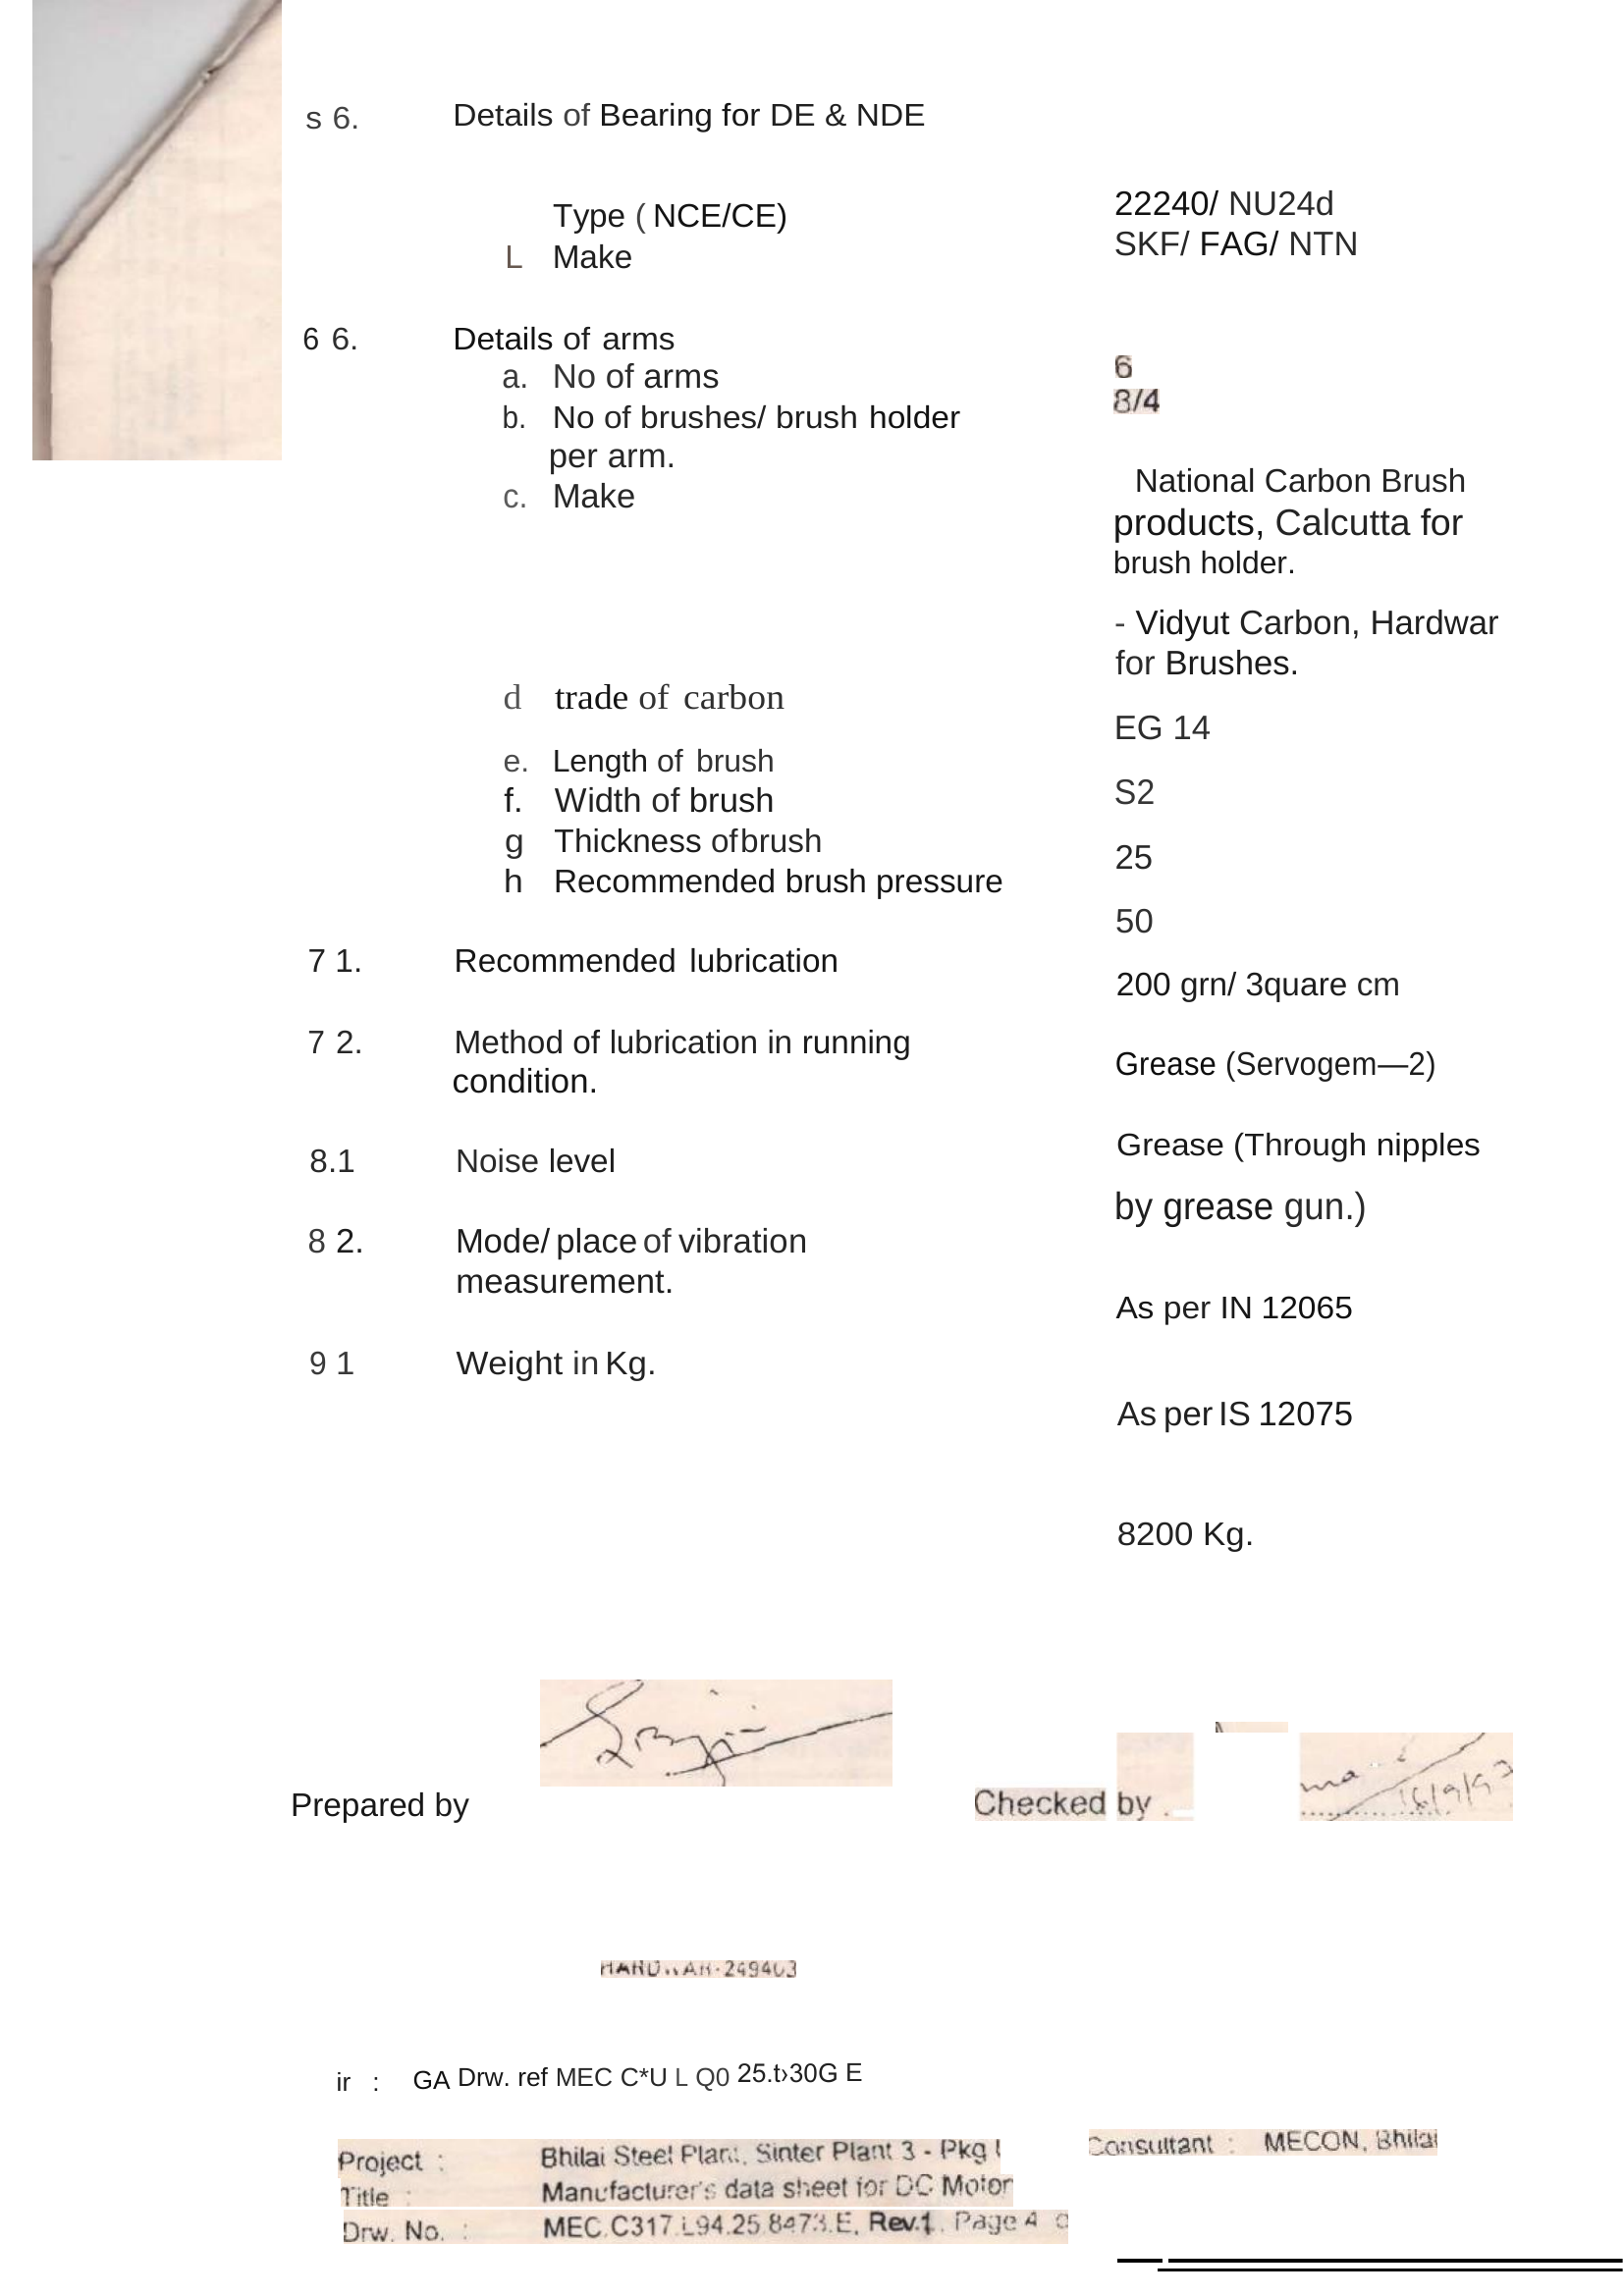 s 6. Details of Bearing for DE & NDE
Type ( NCE/CE) 22240/ NU24d
L Make SKF/ FAG/ NTN
6 6. Details of arms
a. No of arms 6
b. No of brushes/ brush holder 8/4
per arm.
c. Make National Carbon Brush
products, Calcutta for
brush holder.
- Vidyut Carbon, Hardwar
for Brushes.
d trade of carbon EG 14
e. Length of brush S2
f. Width of brush 25
g Thickness ofbrush 50
h Recommended brush pressure 200 grn/ 3quare cm
7 1. Recommended lubrication Grease (Servogem—2)
7 2. Method of lubrication in running Grease (Through nipples
condition. by grease gun.)
8.1 Noise level As per IN 12065
8 2. Mode/ place of vibration As per IS 12075
measurement.
9 1 Weight in Kg. 8200 Kg.
Prepared by Checked by
16/9/93
HARDWAR-249403
ir : GA Drw. ref MEC C*U L Q0 25.t›30G E
Project : Bhilai Steel Plant, Sinter Plant 3 - Pkg Consultant : MECON, Bhilai
Title : Manufacturer's data sheet for DC Motor
Drw. No. : MEC.C317.L94.25.8473.E, Rev.1, Page 4